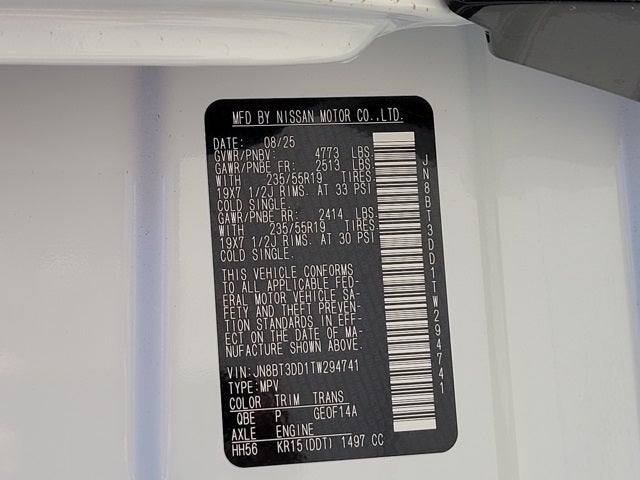 MFD BY NISSAN MOTOR CO.,LTD.
DATE: 08/25
GVWR/PNBV: 4773 LBS
GAWR/PNBE FR: 2513 LBS
WITH 235/55R19 TIRES.
19X7 1/2J RIMS. AT 33 PSI
COLD SINGLE.
GAWR/PNBE RR: 2414 LBS
WITH 235/55R19 TIRES.
19X7 1/2J RIMS. AT 30 PSI
COLD SINGLE.
THIS VEHICLE CONFORMS
TO ALL APPLICABLE FED-
ERAL MOTOR VEHICLE SA-
FETY AND THEFT PREVEN-
TION STANDARDS IN EFF-
ECT ON THE DATE OF MA-
NUFACTURE SHOWN ABOVE.
VIN:JN8BT3DD1TW294741
TYPE:MPV
COLOR TRIM TRANS
QBE P GE0F14A
AXLE ENGINE
HH56 KR15(DDT) 1497 CC
JN8BT3DD1TW294741